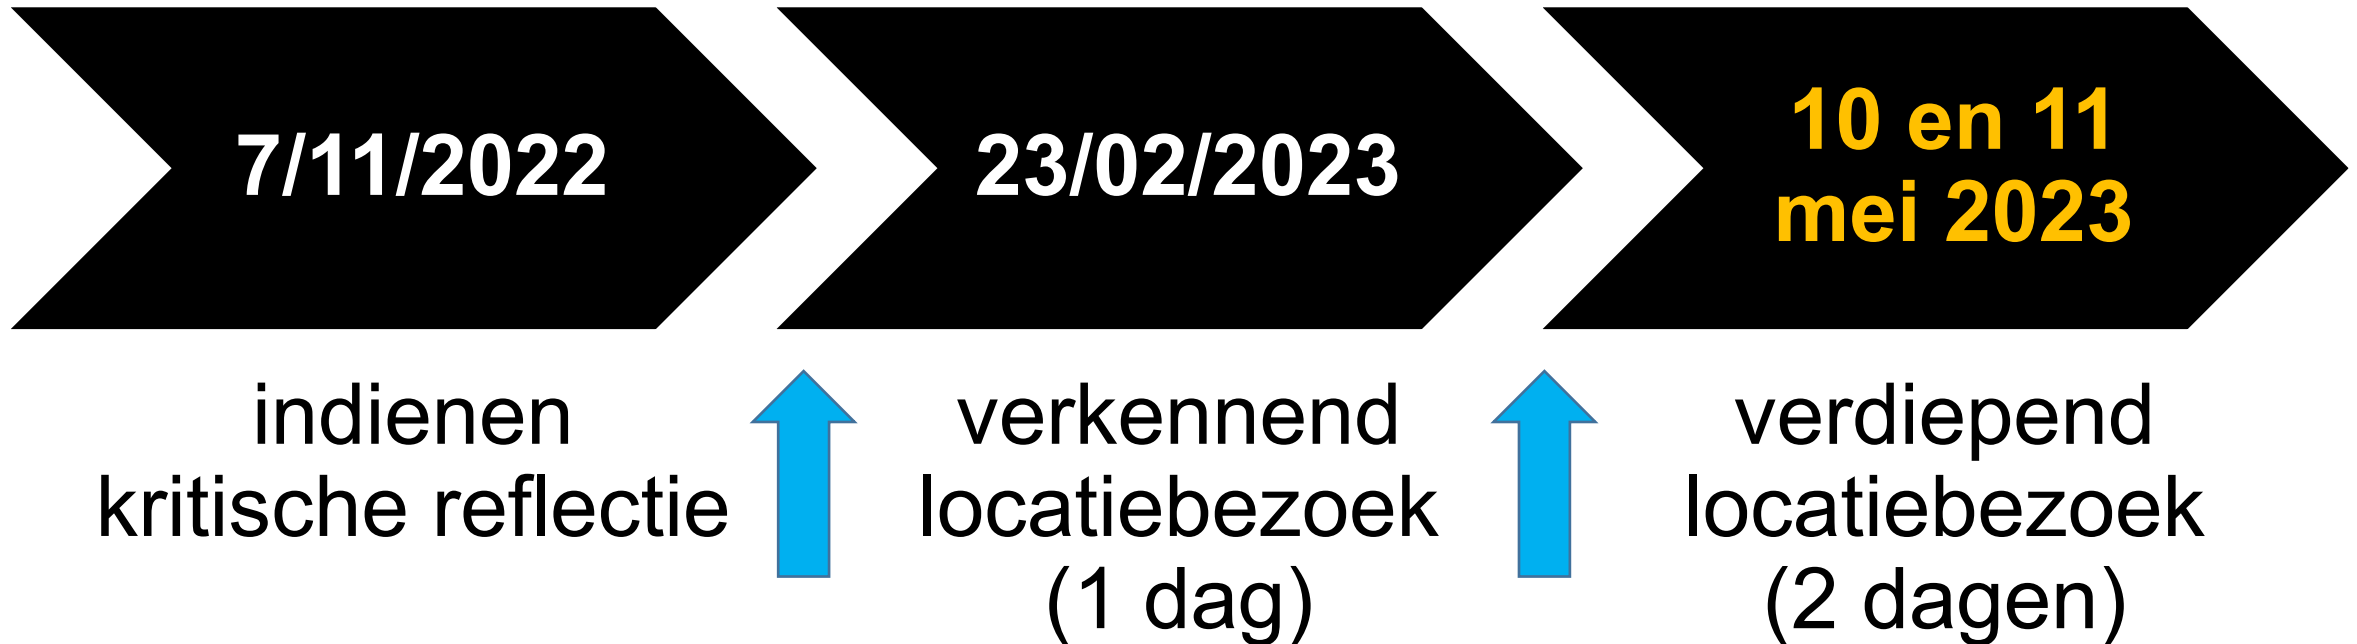 7/11/2022
23/02/2023
10 en 11
mei 2023
indienen
kritische reflectie
verkennend
locatiebezoek
(1 dag)
verdiepend
locatiebezoek
(2 dagen)